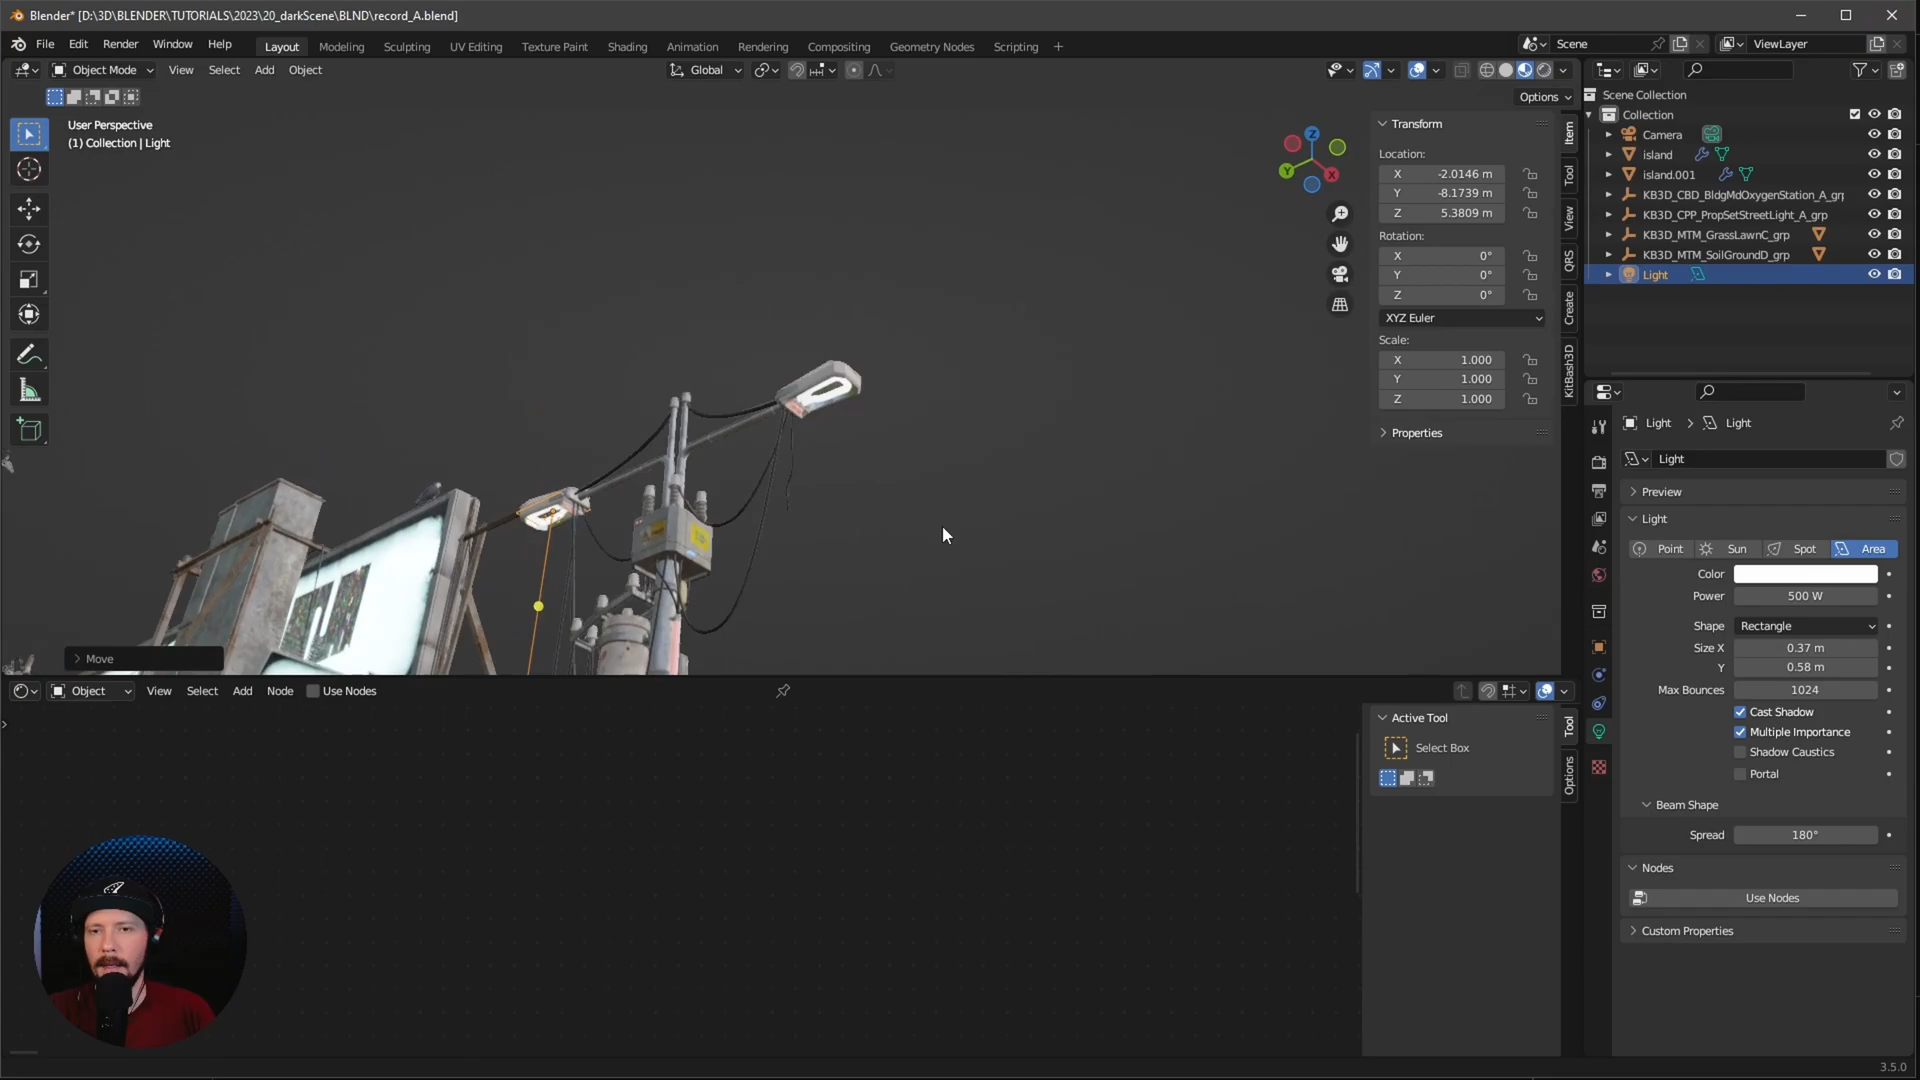 Blender* [D:\3D\BLENDER\TUTORIALS\2023\20_darkScene\BLND\record_A.blend]
File Edit Render Window Help Layout Modeling Sculpting UV Editing Texture Paint Shading Animation Rendering Compositing Geometry Nodes Scripting + Scene ViewLayer
Object Mode View Select Add Object Global
Options
User Perspective
(1) Collection | Light
Transform
Location:
X -2.0146 m
Y -8.1739 m
Z 5.3809 m
Rotation:
X 0°
Y 0°
Z 0°
XYZ Euler
Scale:
X 1.000
Y 1.000
Z 1.000
Properties
Item
Tool
View
QRS
Create
KitBash3D
Z
Y
X
Move
Scene Collection
Collection
Camera
island
island.001
KB3D_CBD_BldgMdOxygenStation_A_grp
KB3D_CPP_PropSetStreetLight_A_grp
KB3D_MTM_GrassLawnC_grp
KB3D_MTM_SoilGroundD_grp
Light
Light > Light
Light
Preview
Light
Point Sun Spot Area
Color
Power 500 W
Shape Rectangle
Size X 0.37 m
Y 0.58 m
Max Bounces 1024
Cast Shadow
Multiple Importance
Shadow Caustics
Portal
Beam Shape
Spread 180°
Nodes
Use Nodes
Custom Properties
Object View Select Add Node Use Nodes
Active Tool
Select Box
Tool
Options
3.5.0